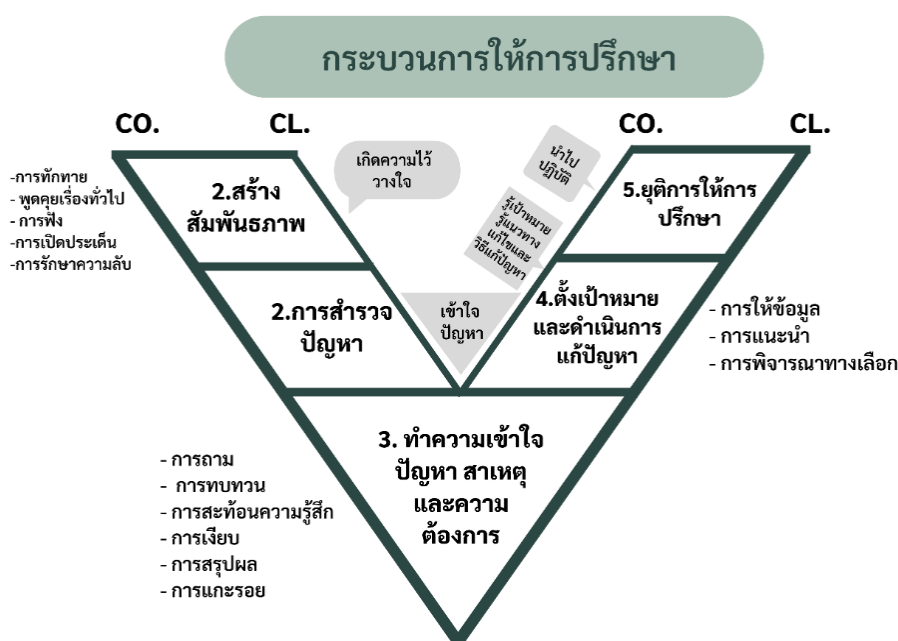 กระบวนการให้การปรึกษา
CO.
CL.
CO.
CL.
-การทักทาย
- พูดคุยเรื่องทั่วไป
- การฟัง
-การเปิดประเด็น
-การรักษาความลับ
2.สร้าง
สัมพันธภาพ
เกิดความไว้
วางใจ
2.การสำรวจ
ปัญหา
เข้าใจ
ปัญหา
3. ทำความเข้าใจ
ปัญหา สาเหตุ
และความ
ต้องการ
- การถาม
- การทบทวน
- การสะท้อนความรู้สึก
- การเงียบ
- การสรุปผล
- การแกะรอย
รู้เป้าหมาย
รู้แนวทาง
แก้ไขและ
วิธีแก้ปัญหา
4.ตั้งเป้าหมาย
และดำเนินการ
แก้ปัญหา
- การให้ข้อมูล
- การแนะนำ
- การพิจารณาทางเลือก
นำไป
ปฏิบัติ
5.ยุติการให้การ
ปรึกษา